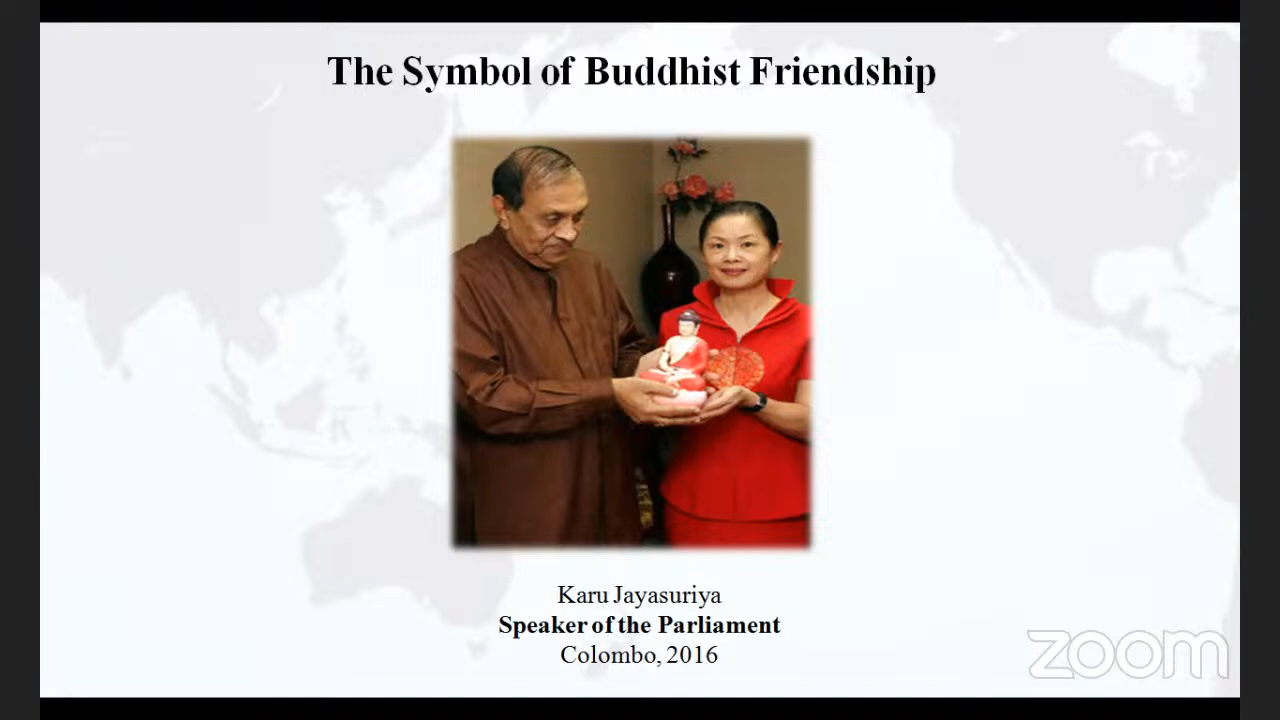 The Symbol of Buddhist Friendship
Karu Jayasuriya
Speaker of the Parliament
Colombo, 2016
zoom